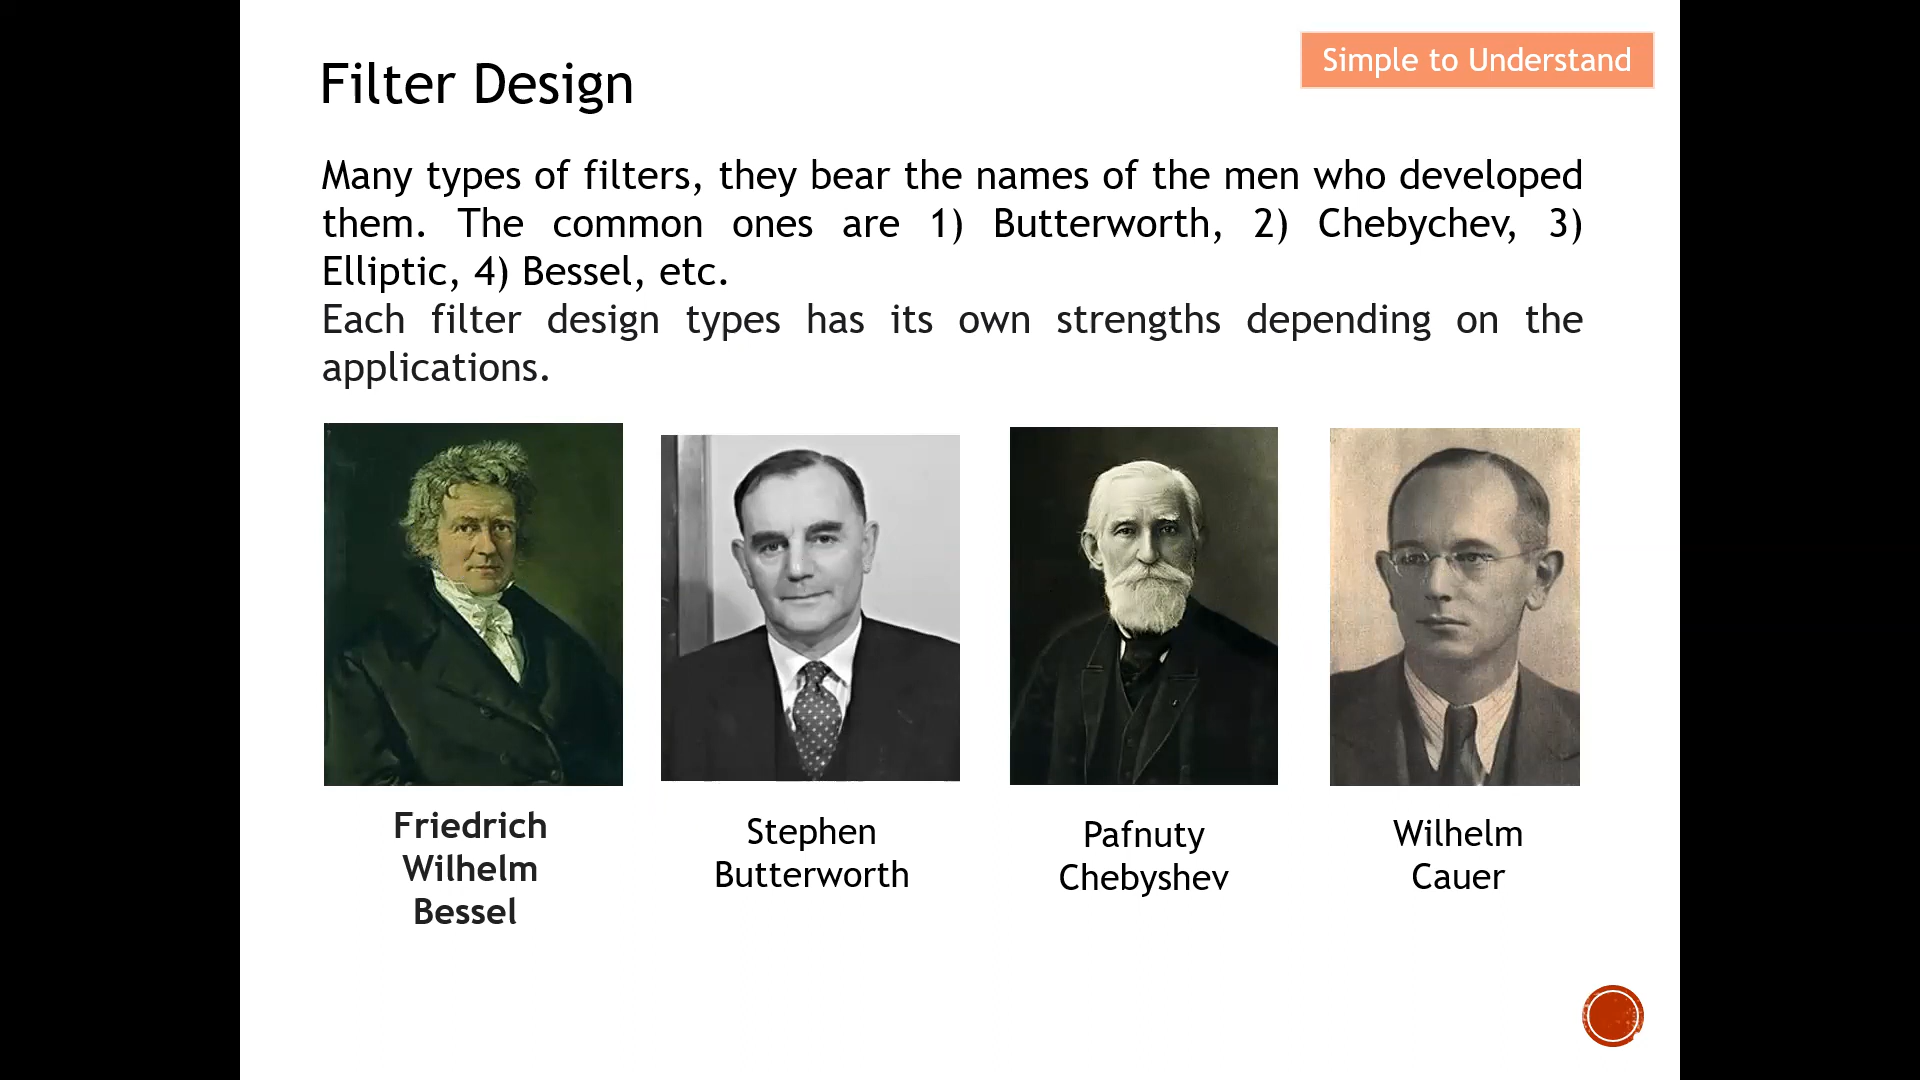 Simple to Understand
Filter Design
Many types of filters, they bear the names of the men who developed
them. The common ones are 1) Butterworth, 2) Chebychev, 3)
Elliptic, 4) Bessel, etc.
Each filter design types has its own strengths depending on the
applications.
Friedrich
Wilhelm
Bessel
Stephen
Butterworth
Pafnuty
Chebyshev
Wilhelm
Cauer